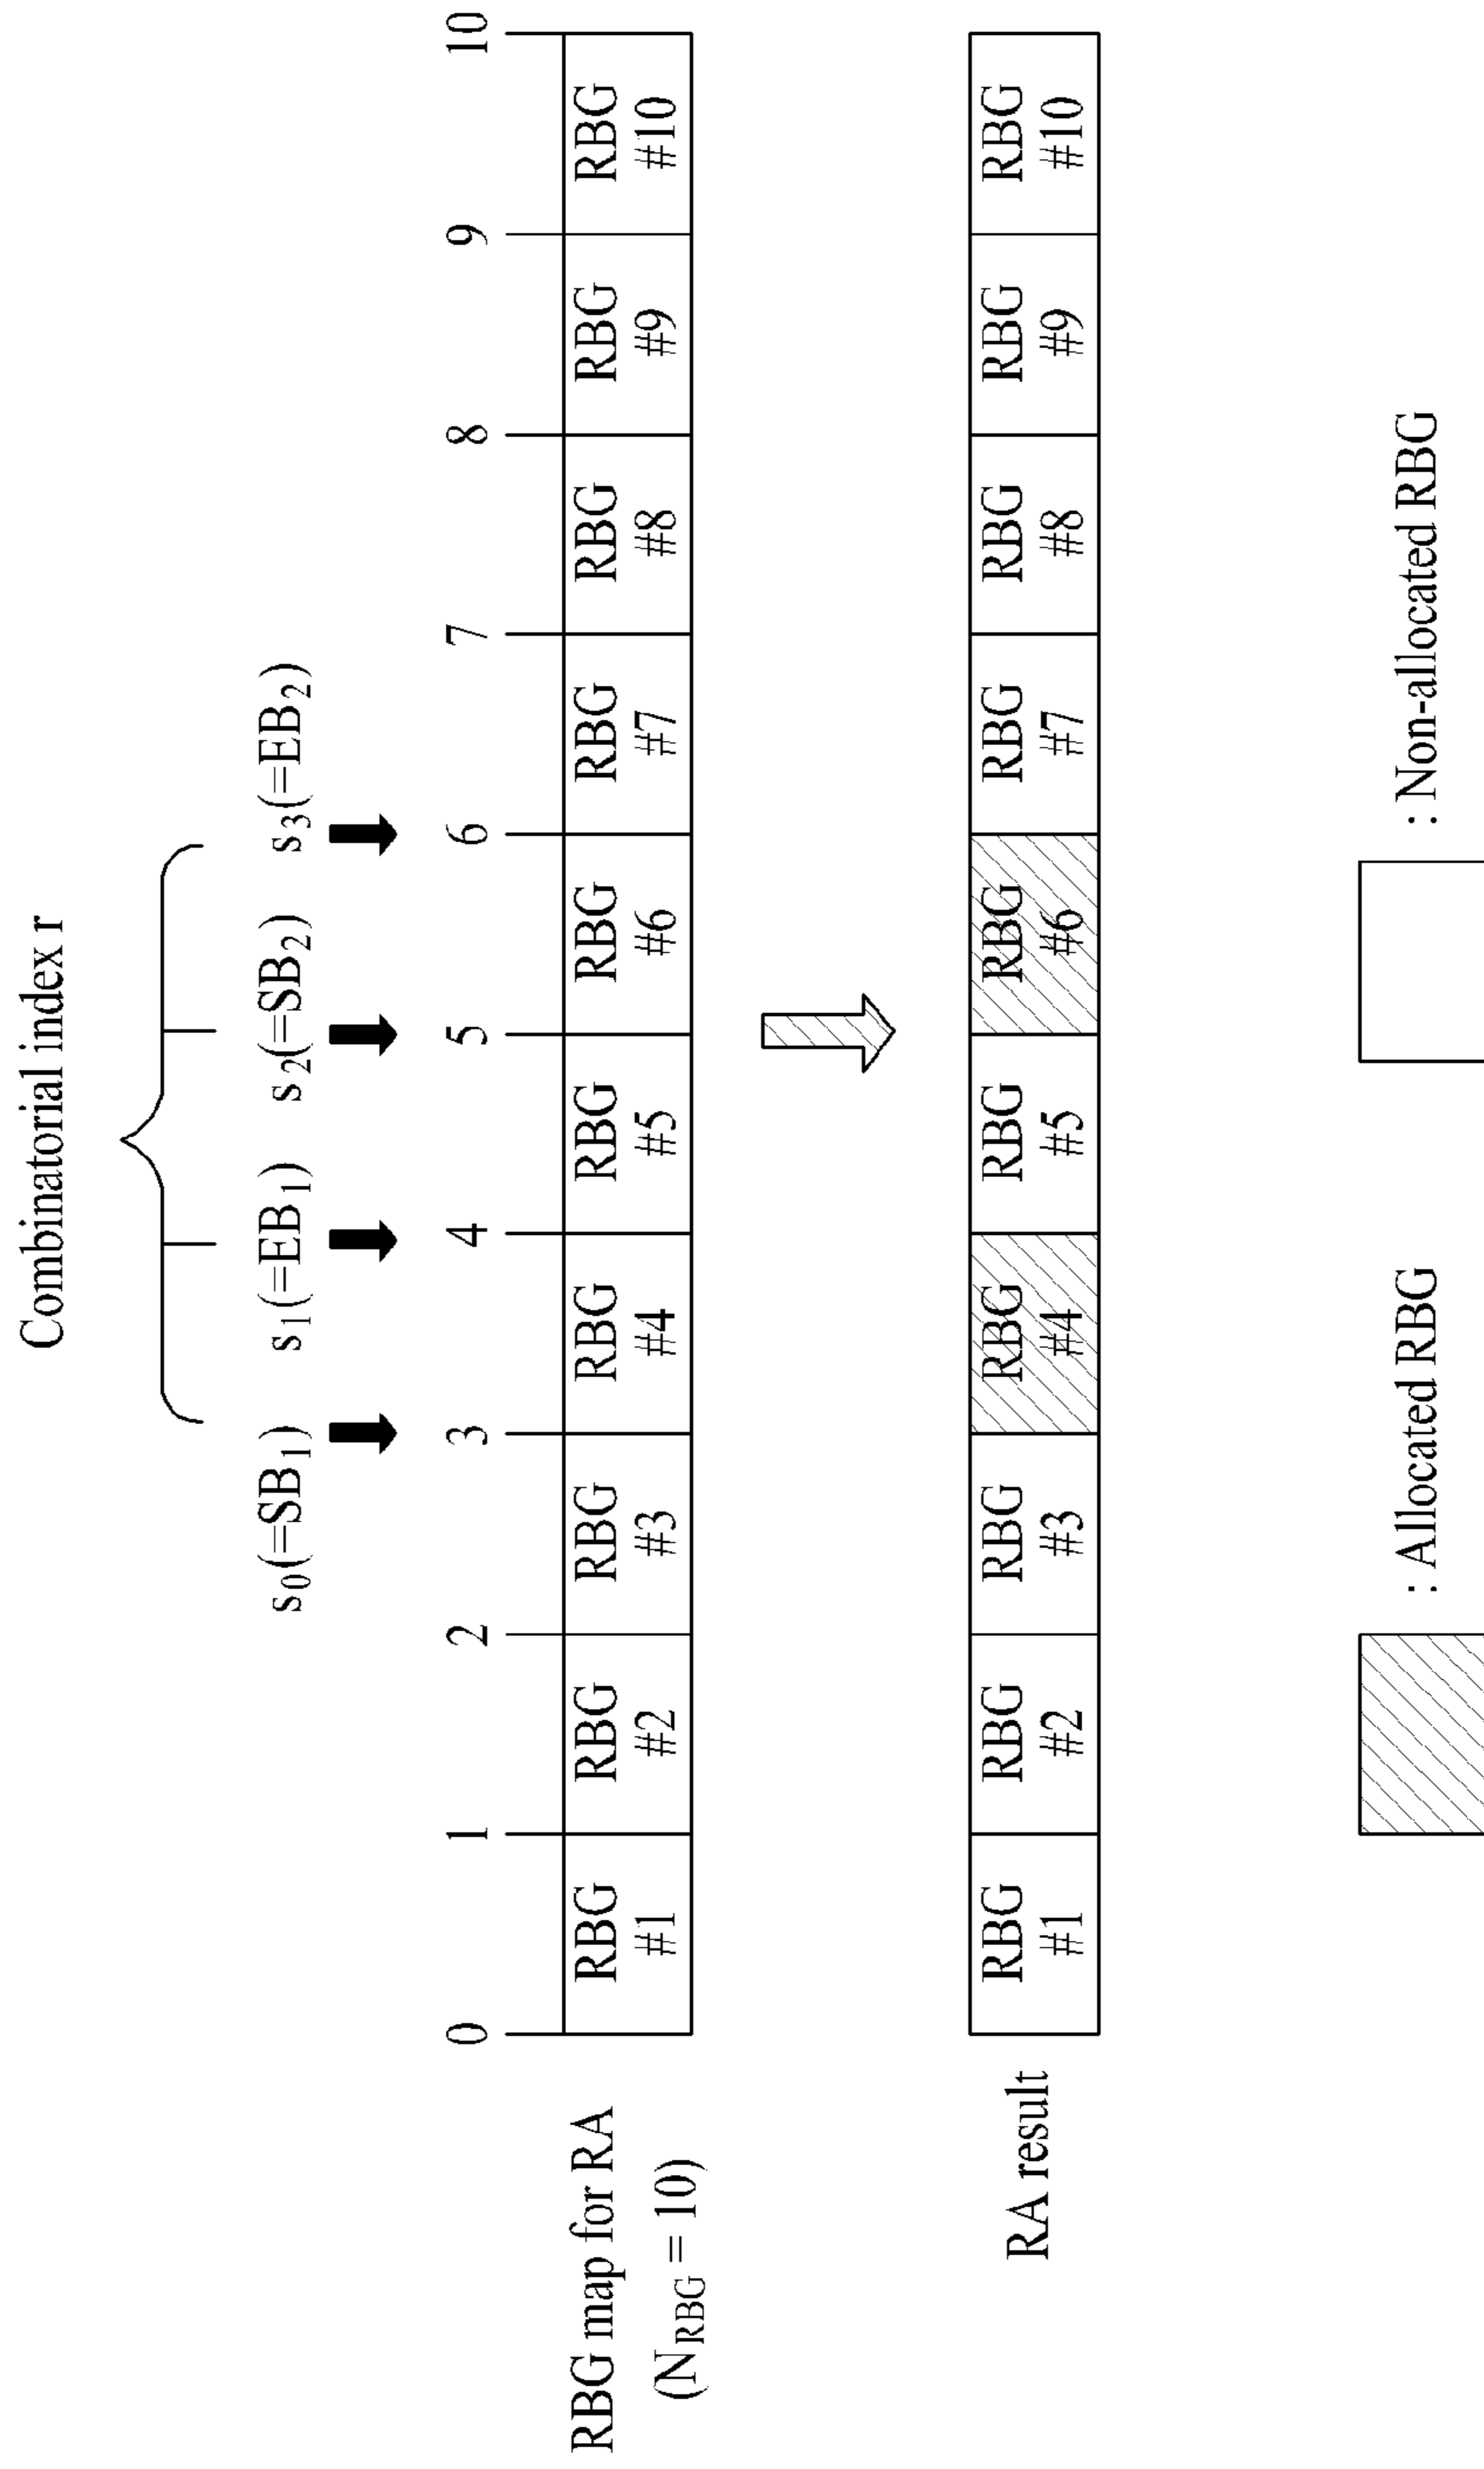 Combinatorial index r
s0(=SB1) s1(=EB1) s2(=SB2) s3(=EB2)
0 1 2 3 4 5 6 7 8 9 10
RBG map for RA
(NRBG = 10)
RBG #1
RBG #2
RBG #3
RBG #4
RBG #5
RBG #6
RBG #7
RBG #8
RBG #9
RBG #10
RA result
RBG #1
RBG #2
RBG #3
RBG #4
RBG #5
RBG #6
RBG #7
RBG #8
RBG #9
RBG #10
: Allocated RBG
: Non-allocated RBG